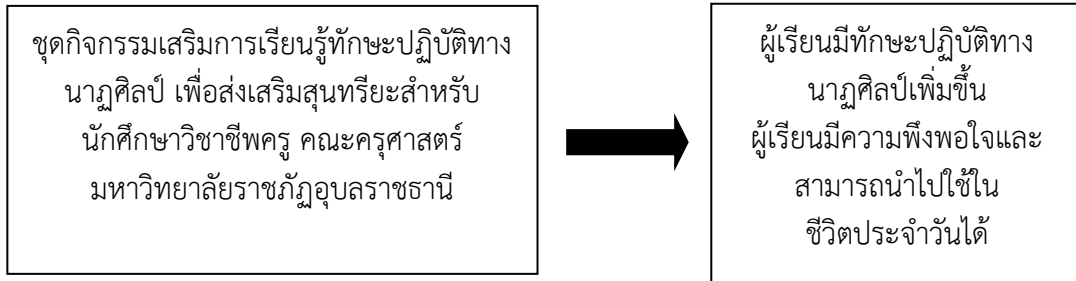 ชุดกิจกรรมเสริมการเรียนรู้ทักษะปฏิบัติทาง
นาฏศิลป์ เพื่อส่งเสริมสุนทรียะสำหรับ
นักศึกษาวิชาชีพครู คณะครุศาสตร์
มหาวิทยาลัยราชภัฏอุบลราชธานี
ผู้เรียนมีทักษะปฏิบัติทาง
นาฏศิลป์เพิ่มขึ้น
ผู้เรียนมีความพึงพอใจและ
สามารถนำไปใช้ใน
ชีวิตประจำวันได้